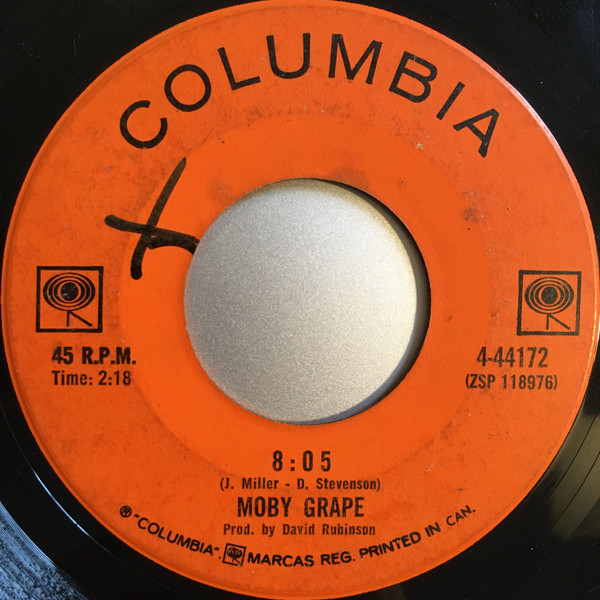 COLUMBIA
45 R.P.M.
Time: 2:18
4-44172
(ZSP 118976)
8:05
(J. Miller - D. Stevenson)
MOBY GRAPE
Prod. by David Rubinson
® "COLUMBIA". MARCAS REG. PRINTED IN CAN.